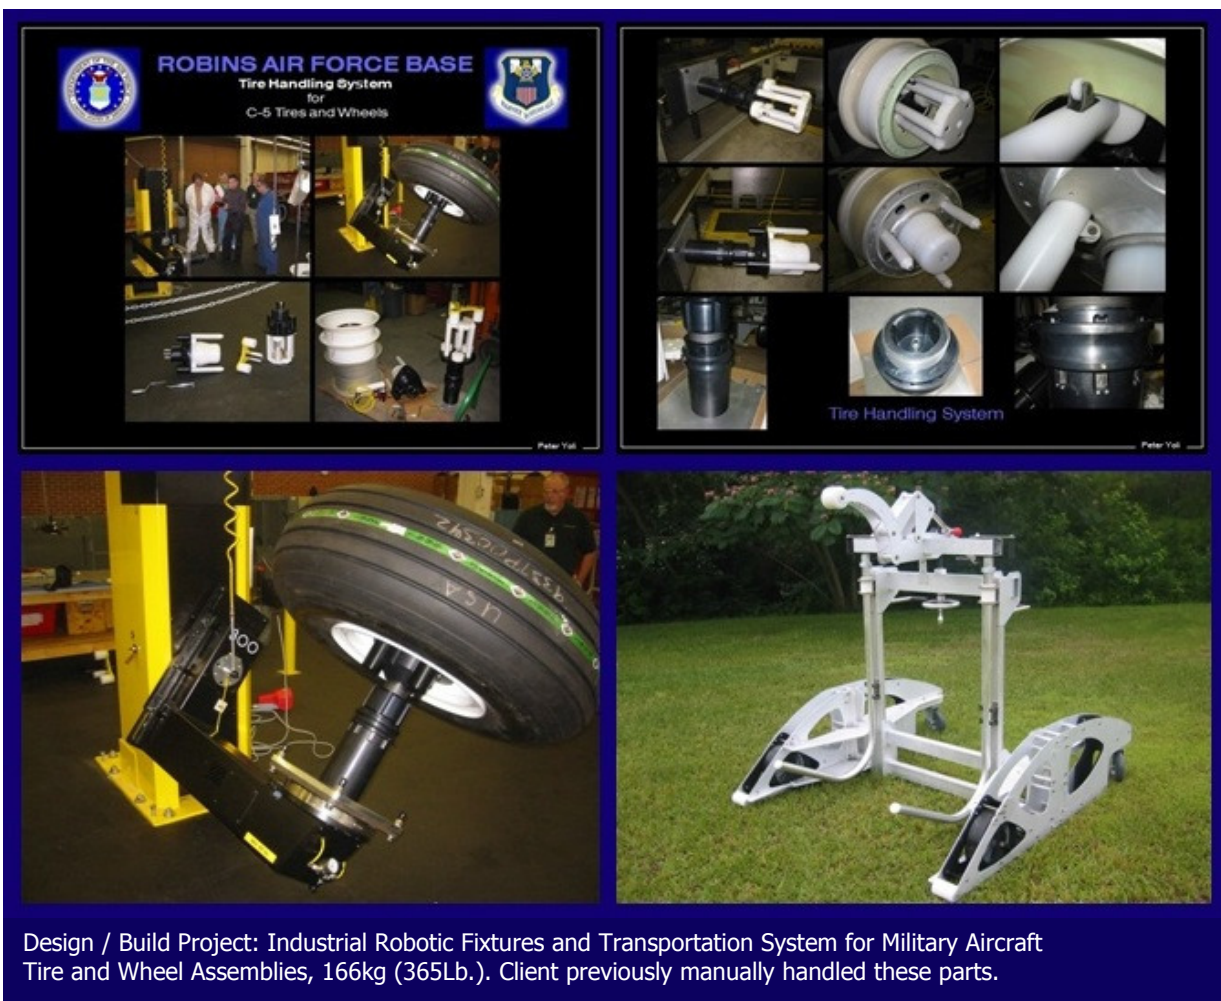 ROBINS AIR FORCE BASE
Tire Handling System
for
C-5 Tires and Wheels
Peter Yoli
Tire Handling System
Peter Yoli
USA
300
Design / Build Project: Industrial Robotic Fixtures and Transportation System for Military Aircraft
Tire and Wheel Assemblies, 166kg (365Lb.). Client previously manually handled these parts.